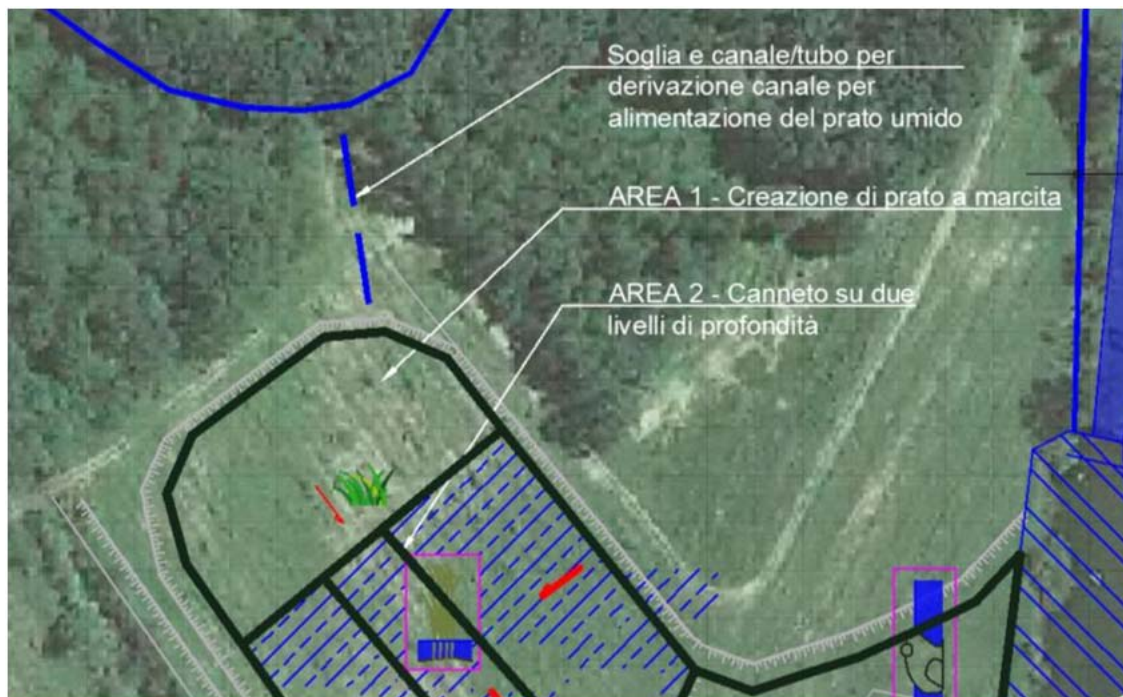 Soglia e canale/tubo per
derivazione canale per
alimentazione del prato umido
AREA 1 - Creazione di prato a marcita
AREA 2 - Canneto su due
livelli di profondità